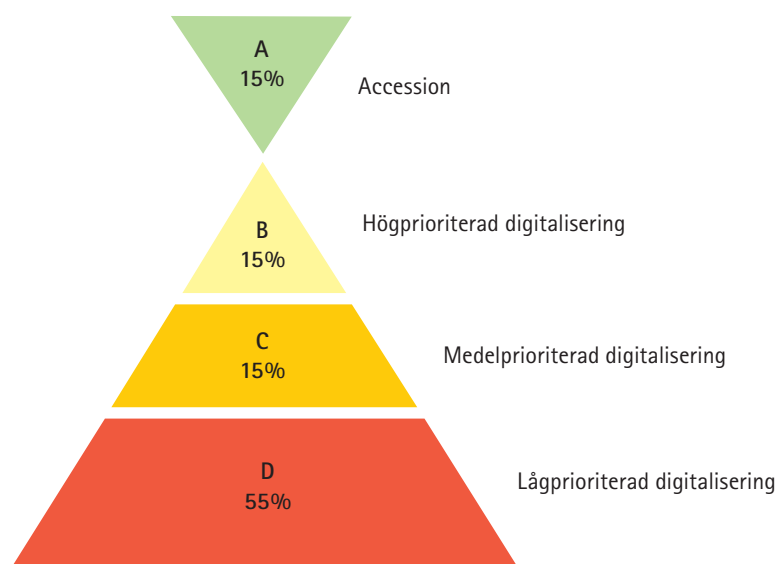 A
15%
Accession
B
15%
Högprioriterad digitalisering
C
15%
Medelprioriterad digitalisering
D
55%
Lågprioriterad digitalisering